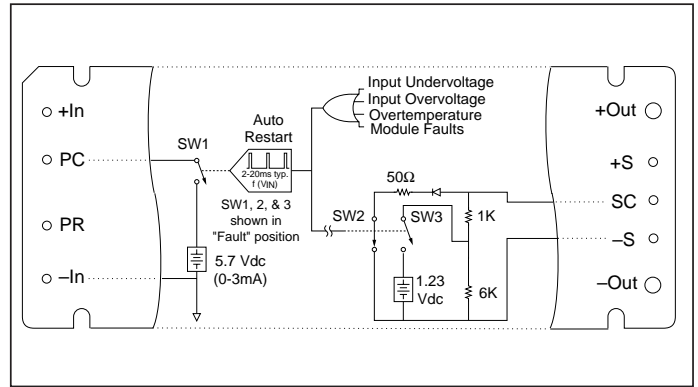 +In
PC
PR
–In
SW1
Auto
Restart
2-20ms typ.
f (VIN)
SW1, 2, & 3
shown in
"Fault" position
5.7 Vdc
(0-3mA)
Input Undervoltage
Input Overvoltage
Overtemperature
Module Faults
50Ω
SW2
SW3
1K
1.23
Vdc
6K
+Out
+S
SC
–S
–Out